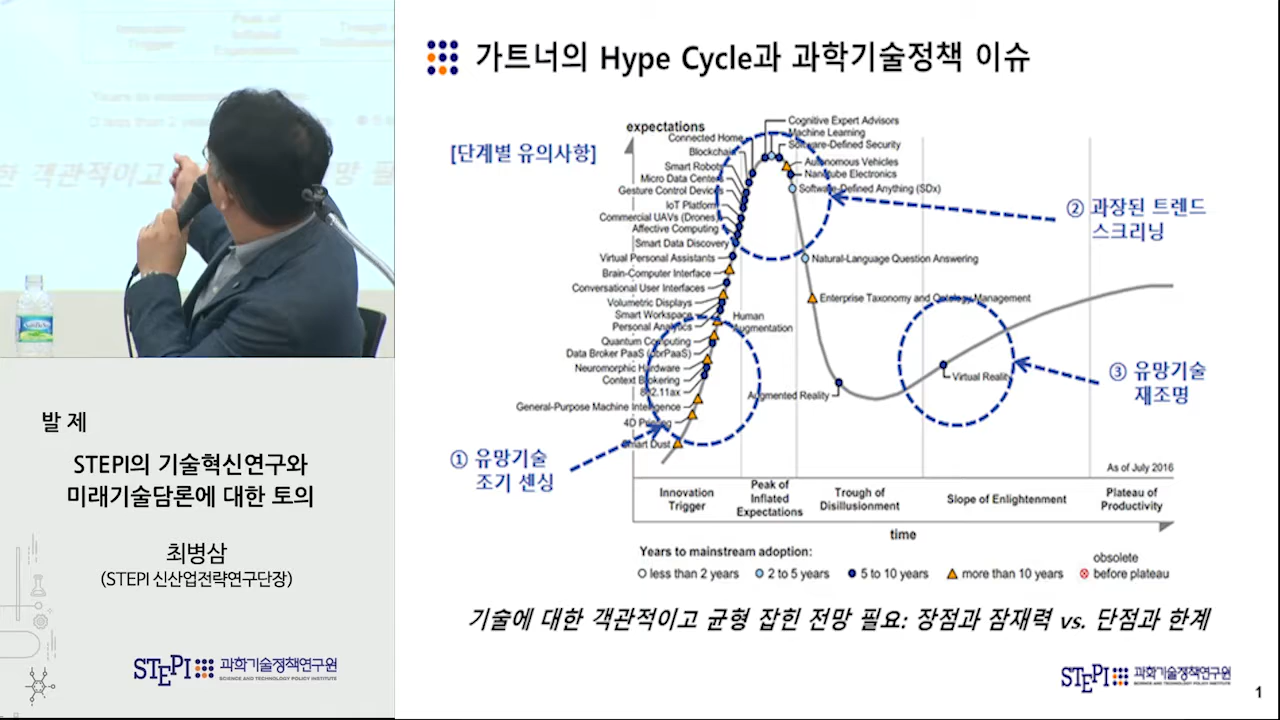 가트너의 Hype Cycle과 과학기술정책 이슈
expectations
[단계별 유의사항]
Connected Home
Blockchain
Smart Robots
Micro Data Centers
Gesture Control Devices
IoT Platform
Commercial UAVs (Drones)
Affective Computing
Smart Data Discovery
Virtual Personal Assistants
Brain-Computer Interface
Conversational User Interfaces
Volumetric Displays
Smart Workspace
Personal Analytics
Quantum Computing
Data Broker PaaS (dbrPaaS)
Neuromorphic Hardware
Context Brokering
802.11ax
General-Purpose Machine Intelligence
4D Printing
Smart Dust
Cognitive Expert Advisors
Machine Learning
Software-Defined Security
Autonomous Vehicles
Nanotube Electronics
Software-Defined Anything (SDx)
Natural-Language Question Answering
Enterprise Taxonomy and Ontology Management
Human
Augmentation
Augmented Reality
Virtual Reality
① 유망기술
조기 센싱
② 과장된 트렌드
스크리닝
③ 유망기술
재조명
As of July 2016
Innovation
Trigger
Peak of
Inflated
Expectations
Trough of
Disillusionment
Slope of Enlightenment
Plateau of
Productivity
time
Years to mainstream adoption:
less than 2 years
2 to 5 years
5 to 10 years
more than 10 years
obsolete
before plateau
기술에 대한 객관적이고 균형 잡힌 전망 필요: 장점과 잠재력 vs. 단점과 한계
STEPI 과학기술정책연구원
SCIENCE AND TECHNOLOGY POLICY INSTITUTE
1
발 제
STEPI의 기술혁신연구와
미래기술담론에 대한 토의
최병삼
(STEPI 신산업전략연구단장)
STEPI 과학기술정책연구원
SCIENCE AND TECHNOLOGY POLICY INSTITUTE